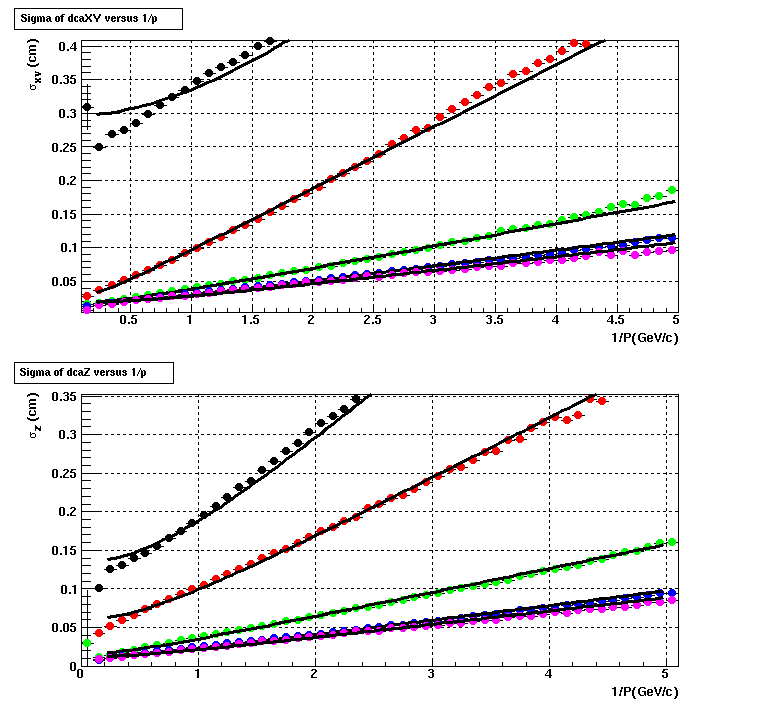 Sigma of dcaXY versus 1/p
σxy (cm)
0.4
0.35
0.3
0.25
0.2
0.15
0.1
0.05
0.5 1 1.5 2 2.5 3 3.5 4 4.5 5
1/P(GeV/c)
Sigma of dcaZ versus 1/p
σz (cm)
0.35
0.3
0.25
0.2
0.15
0.1
0.05
0
0 1 2 3 4 5
1/P(GeV/c)